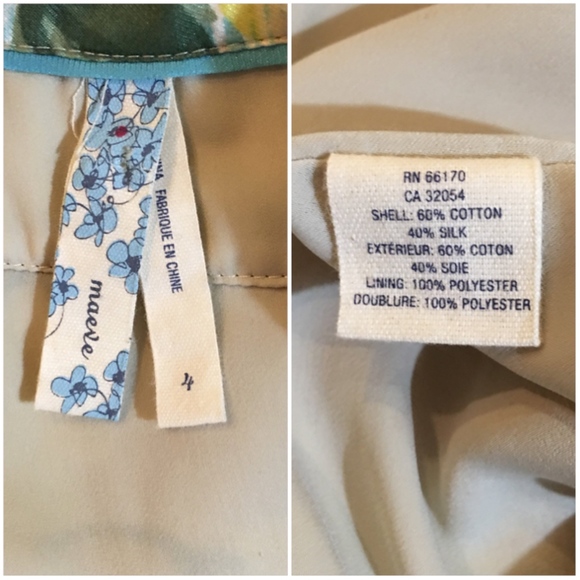 maeve
FABRIQUE EN CHINE
4
RN 66170
CA 32054
SHELL: 60% COTTON
40% SILK
EXTERIEUR: 60% COTON
40% SOIE
LINING: 100% POLYESTER
DOUBLURE: 100% POLYESTER